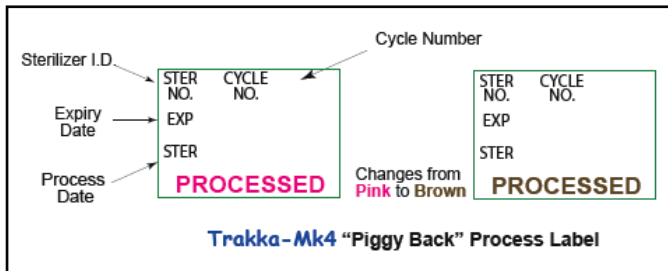 Cycle Number
Sterilizer I.D.
STER CYCLE
NO. NO.
Expiry
Date
EXP
STER
Process
Date
PROCESSED
Changes from
Pink to Brown
STER CYCLE
NO. NO.
EXP
STER
PROCESSED
Trakka-Mk4 “Piggy Back” Process Label